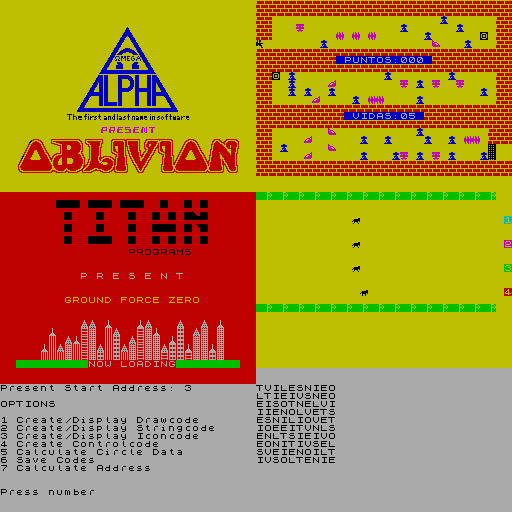 OMEGA
ALPHA
The first and last name in software
PRESENT
OBLIVION
PUNTOS:000
VIDAS:05
TITAN
PROGRAMS
PRESENT
GROUND FORCE ZERO
NOW LOADING
1
2
3
4
Present Start Address: 3
OPTIONS
1 Create/Display Drawcode
2 Create/Display Stringcode
3 Create/Display Iconcode
4 Create Controlcode
5 Calculate Circle Data
6 Save Codes
7 Calculate Address
Press number
TVILESNIEO
LTIEIVSNEO
EISOTNELVI
IIENOLVETS
ESNILIOVET
IOEEITVNLS
ENLTSIEIVO
EONITIVSEL
SVEIENOILT
IVSOLTENIE